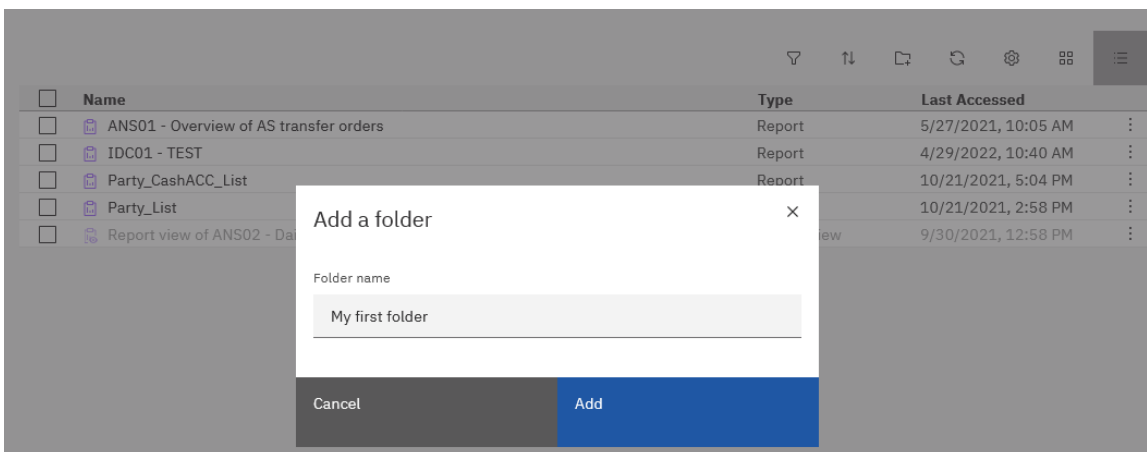 Name Type Last Accessed
ANS01 - Overview of AS transfer orders Report 5/27/2021, 10:05 AM
IDC01 - TEST Report 4/29/2022, 10:40 AM
Party_CashACC_List Report 10/21/2021, 5:04 PM
Party_List 10/21/2021, 2:58 PM
Report view of ANS02 - Dai iew 9/30/2021, 12:58 PM
Add a folder
Folder name
My first folder
Cancel Add